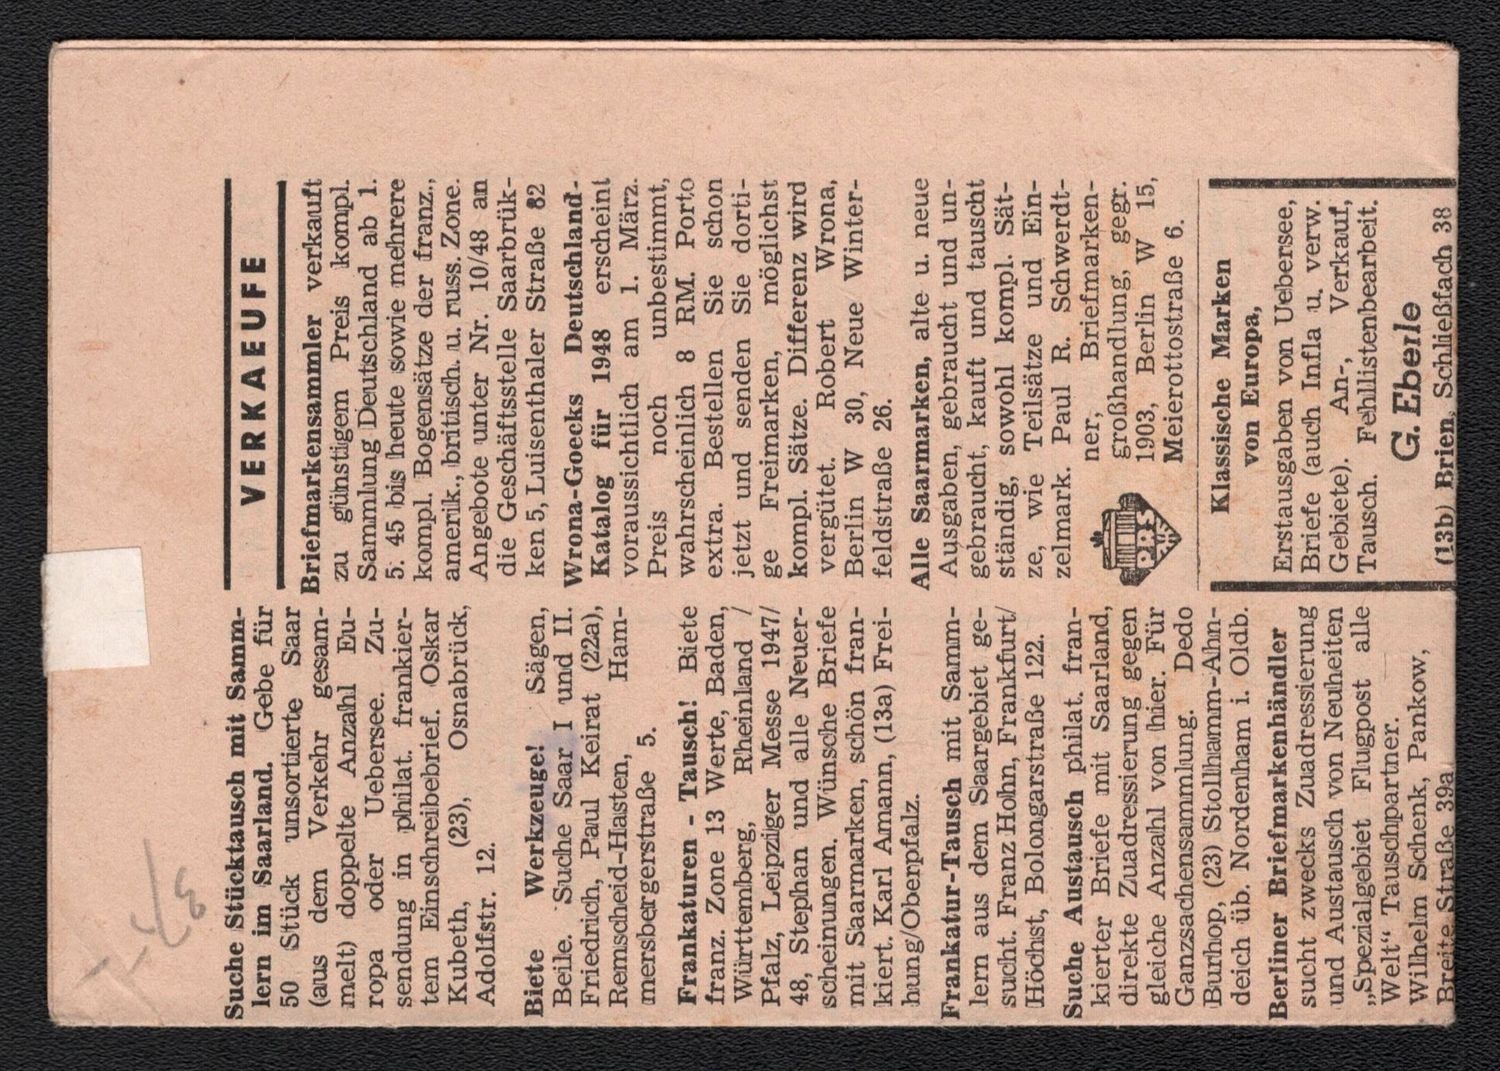 Suche Stücktausch mit Samm-
lern im Saarland. Gebe für
50 Stück unsortierte Saar
(aus dem Verkehr gesam-
melt) doppelte Anzahl Eu-
ropa oder Uebersee. Zu-
sendung in philat. frankier-
tem Einschreibebrief. Oskar
Kubeth, (23), Osnabrück,
Adolfstr. 12.
Biete Werkzeuge! Sägen,
Beile. Suche Saar I und II.
Friedrich, Paul Keirat (22a),
Remscheid-Hasten, Ham-
mersbergerstraße 5.
Frankaturen - Tausch! Biete
franz. Zone 13 Werte, Baden,
Württemberg, Rheinland /
Pfalz, Leipziger Messe 1947/
48, Stephan und alle Neuer-
scheinungen. Wünsche Briefe
mit Saarmarken, schön fran-
kiert. Karl Amann, (13a) Frei-
hung/Oberpfalz.
Frankatur-Tausch mit Samm-
lern aus dem Saargebiet ge-
sucht. Franz Hohn, Frankfurt/
Höchst, Bolongarstraße 122.
Suche Austausch philat. fran-
kierter Briefe mit Saarland,
direkte Zuadressierung gegen
gleiche Anzahl von hier. Für
Ganzsachensammlung. Dedo
Burhop, (23) Stollhamm-Ahn-
deich üb. Nordenham i. Oldb.
Berliner Briefmarkenhändler
sucht zwecks Zuadressierung
und Austausch von Neuheiten
„Spezialgebiet Flugpost alle
Welt“ Tauschpartner.
Wilhelm Schenk, Pankow,
Breite Straße 39a
VERKAEUFE
Briefmarkensammler verkauft
zu günstigem Preis kompl.
Sammlung Deutschland ab 1.
5. 45 bis heute sowie mehrere
kompl. Bogensätze der franz.,
amerik., britisch. u. russ. Zone.
Angebote unter Nr. 10/48 an
die Geschäftsstelle Saarbrük-
ken 5, Luisenthaler Straße 82
Wrona-Goecks Deutschland-
Katalog für 1948 erscheint
voraussichtlich am 1. März.
Preis noch unbestimmt,
wahrscheinlich 8 RM. Porto
extra. Bestellen Sie schon
jetzt und senden Sie dorti-
ge Freimarken, möglichst
kompl. Sätze. Differenz wird
vergütet. Robert Wrona,
Berlin W 30, Neue Winter-
feldstraße 26.
Alle Saarmarken, alte u. neue
Ausgaben, gebraucht und un-
gebraucht, kauft und tauscht
ständig, sowohl kompl. Sät-
ze, wie Teilsätze und Ein-
zelmark. Paul R. Schwerdt-
ner, Briefmarken-
großhandlung, gegr.
1903, Berlin W 15,
Meierottostraße 6.
Klassische Marken
von Europa,
Erstausgaben von Uebersee,
Briefe (auch Infla u. verw.
Gebiete). An-, Verkauf,
Tausch. Fehllistenbearbeit.
G. Eberle
(13b) Brien, Schließfach 38